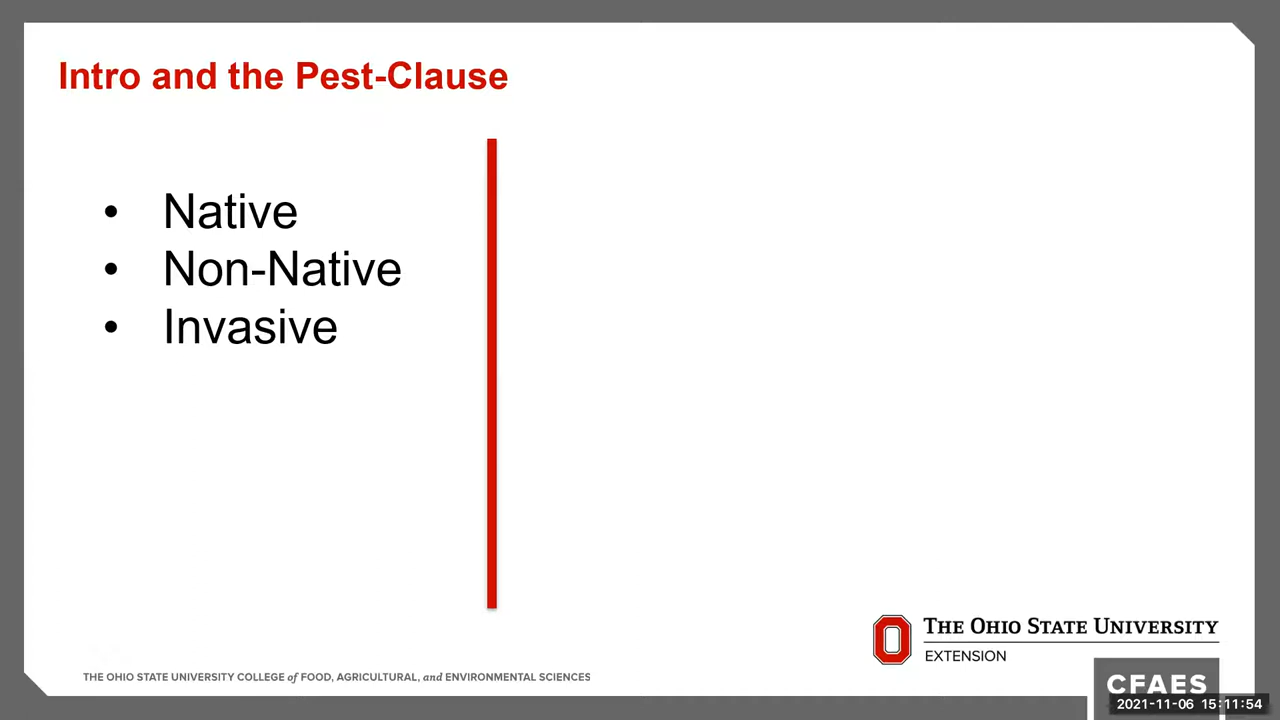 Intro and the Pest-Clause
• Native
• Non-Native
• Invasive
THE OHIO STATE UNIVERSITY
EXTENSION
THE OHIO STATE UNIVERSITY COLLEGE of FOOD, AGRICULTURAL, and ENVIRONMENTAL SCIENCES
CFAES
2021-11-06 15:11:54